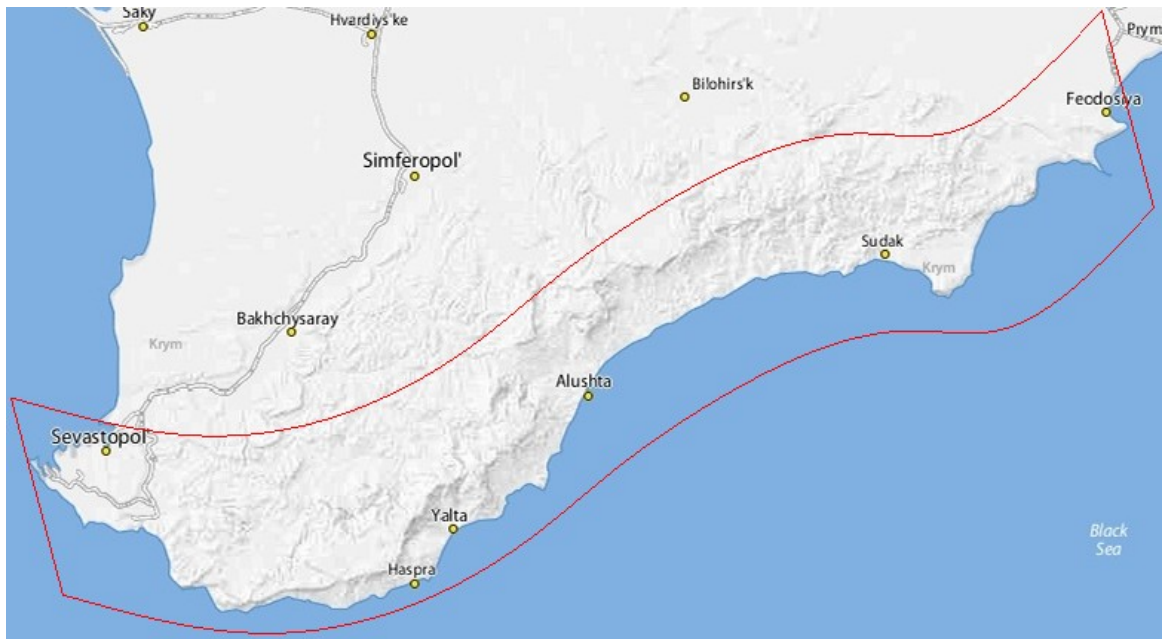 Saky
Hvardiys'ke
Prym
Bilohirs'k
Feodosiya
Simferopol'
Sudak
Krym
Bakhchysaray
Krym
Alushta
Sevastopol'
Yalta
Black
Sea
Haspra